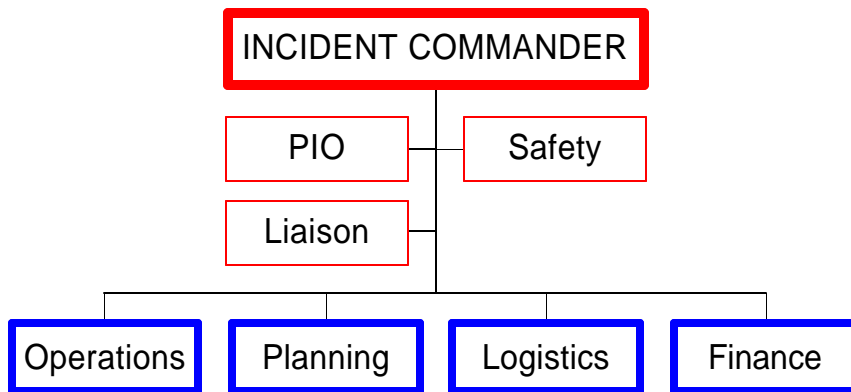 INCIDENT COMMANDER
PIO
Safety
Liaison
Operations
Planning
Logistics
Finance